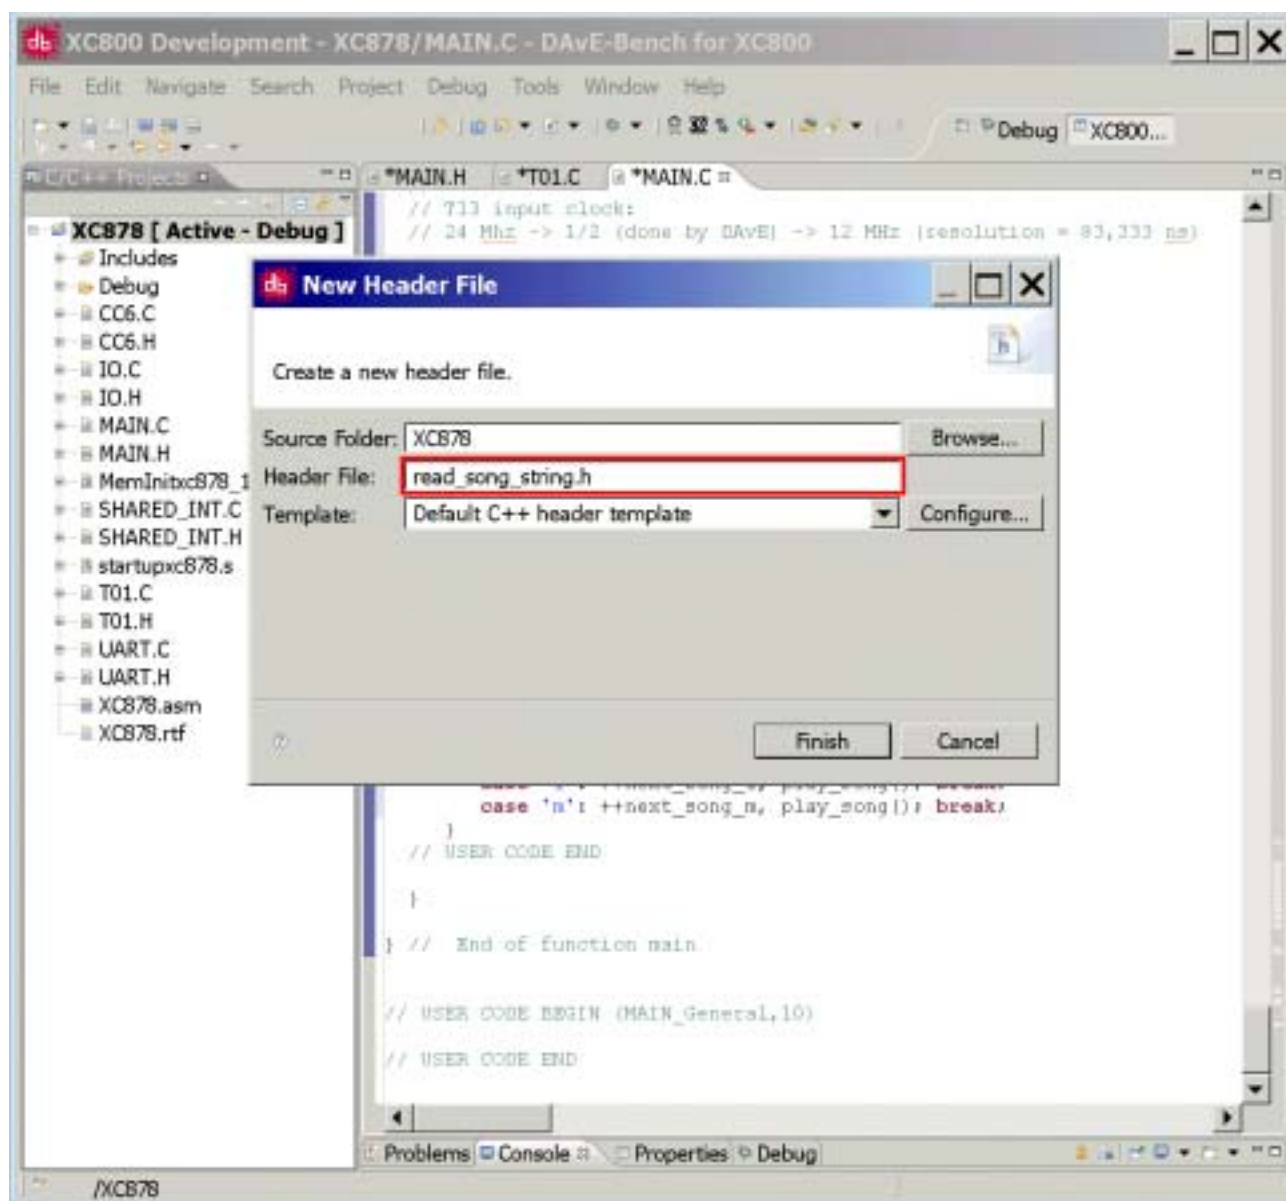 XC800 Development - XC878/MAIN.C - DAvE-Bench for XC800
File Edit Navigate Search Project Debug Tools Window Help
Debug XC800...
C/C++ Projects
*MAIN.H *T01.C *MAIN.C
XC878 [ Active - Debug ]
Includes
Debug
CC6.C
CC6.H
IO.C
IO.H
MAIN.C
MAIN.H
MemInitxc878_1
SHARED_INT.C
SHARED_INT.H
startupxc878.s
T01.C
T01.H
UART.C
UART.H
XC878.asm
XC878.rtf
// T13 input clock:
// 24 Mhz -> 1/2 (done by DAvE) -> 12 MHz (resolution = 83,333 ns)
New Header File
Create a new header file.
Source Folder: XC878 Browse...
Header File: read_song_string.h
Template: Default C++ header template Configure...
Finish Cancel
case 'm': ++next_song_m, play_song(); break;
}
// USER CODE END
}
} // End of function main
// USER CODE BEGIN (MAIN_General,10)
// USER CODE END
Problems Console Properties Debug
/XC878